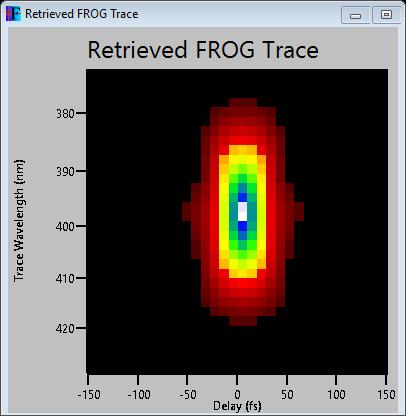 Retrieved FROG Trace
Retrieved FROG Trace
380
390
400
410
420
Trace Wavelength (nm)
-150 -100 -50 0 50 100 150
Delay (fs)